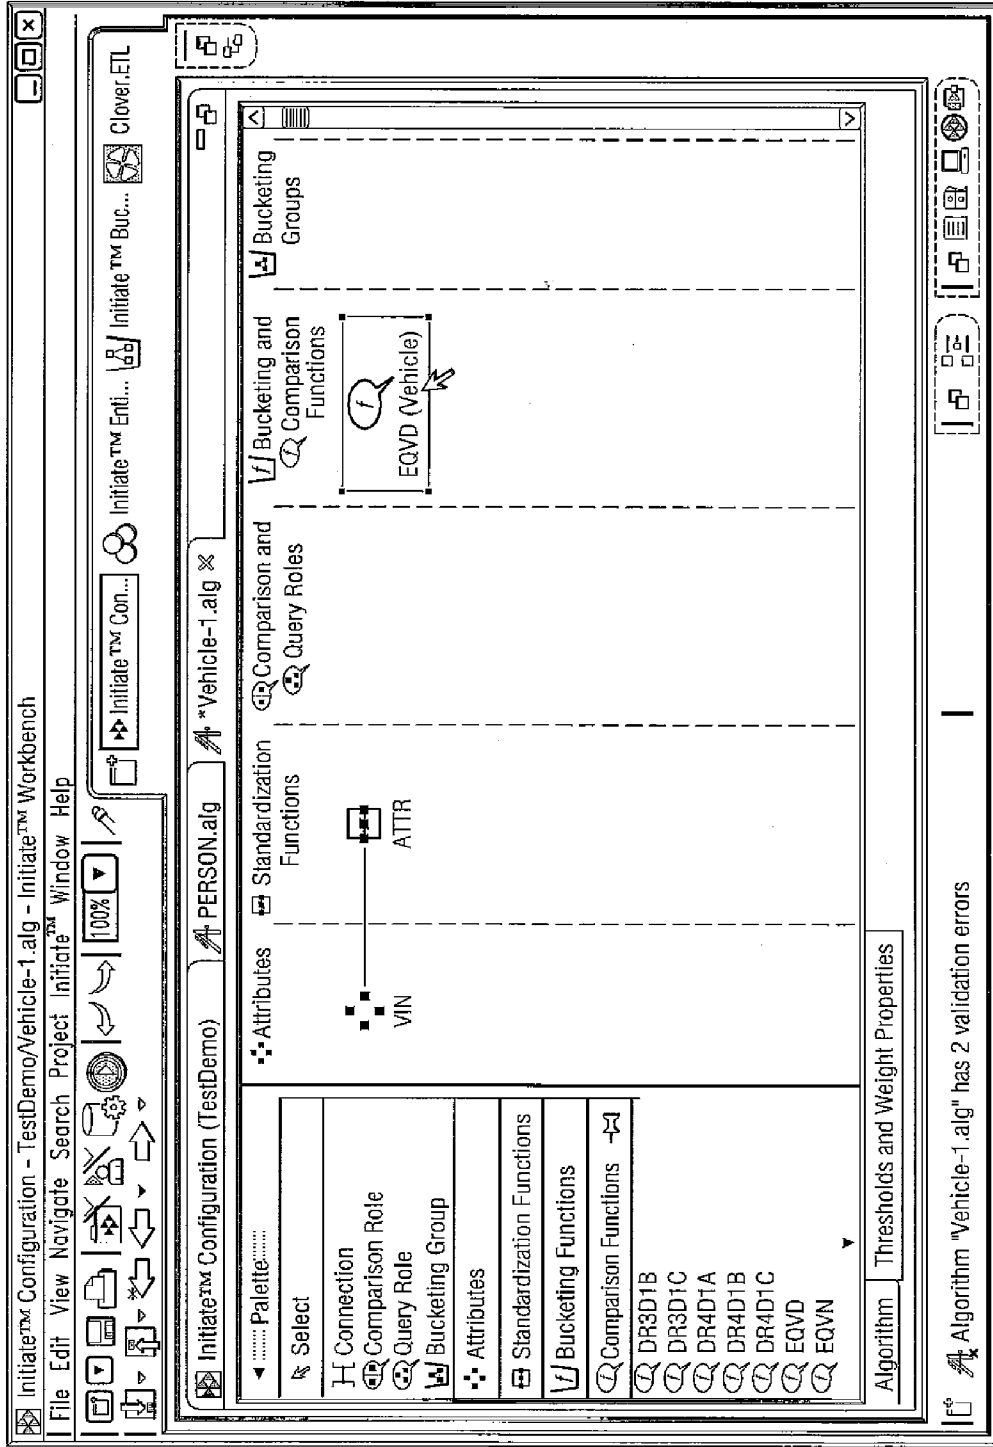 Initiate™ Configuration - TestDemo/Vehicle-1.alg - Initiate™ Workbench
File Edit View Navigate Search Project Initiate™ Window Help
100%
Initiate™ Con... Initiate™ Enti... Initiate™ Buc... Clover.ETL
Initiate™ Configuration (TestDemo) PERSON.alg *Vehicle-1.alg
Palette
Select
Connection
Comparison Role
Query Role
Bucketing Group
Attributes
Standardization Functions
Bucketing Functions
Comparison Functions
DR3D1B
DR3D1C
DR4D1A
DR4D1B
DR4D1C
EQVD
EQVN
Attributes
Standardization
Functions
Comparison and
Query Roles
Bucketing and
Comparison
Functions
Bucketing
Groups
VIN
ATTR
f
EQVD (Vehicle)
Algorithm Thresholds and Weight Properties
Algorithm "Vehicle-1.alg" has 2 validation errors